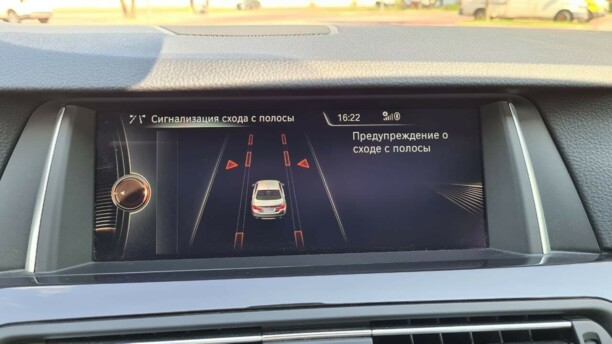 Сигнализация схода с полосы
16:22
Предупреждение о
сходе с полосы